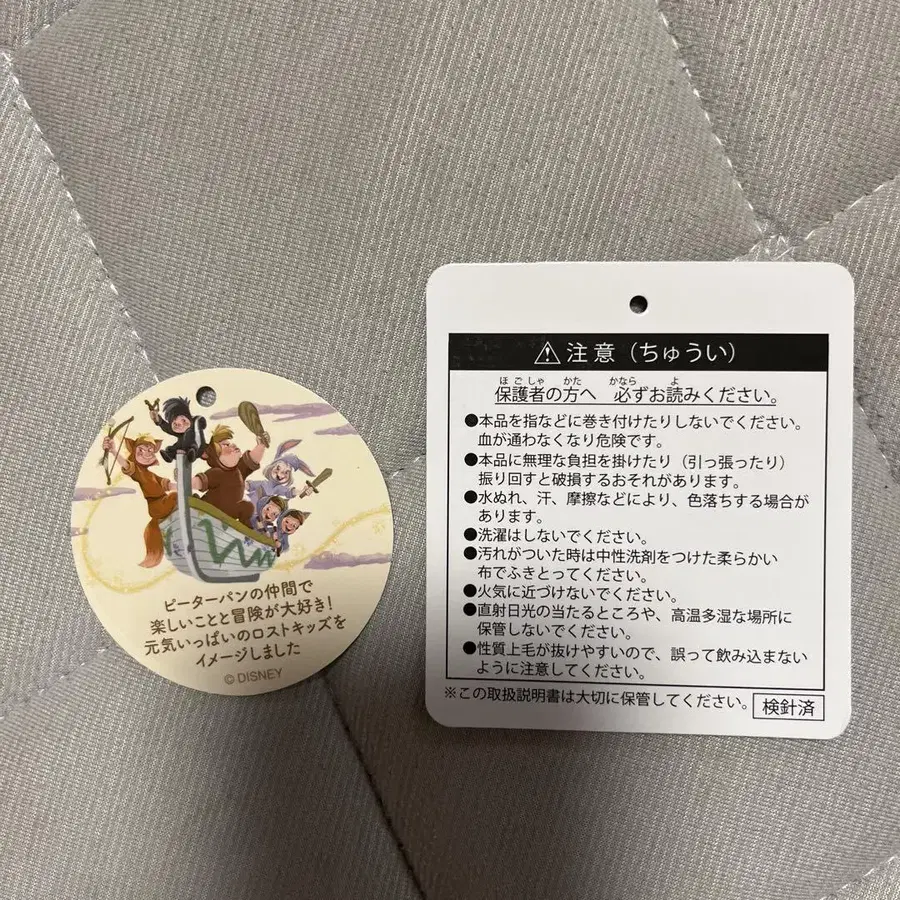 ピーターパンの仲間で
楽しいことと冒険が大好き!
元気いっぱいのロストキッズを
イメージしました
© DISNEY
注意（ちゅうい）
ほごしゃ かた かなら よ
保護者の方へ 必ずお読みください。
●本品を指などに巻き付けたりしないでください。
血が通わなくなり危険です。
●本品に無理な負担を掛けたり（引っ張ったり）
振り回すと破損するおそれがあります。
●水ぬれ、汗、摩擦などにより、色落ちする場合が
あります。
●洗濯はしないでください。
●汚れがついた時は中性洗剤をつけた柔らかい
布でふきとってください。
●火気に近づけないでください。
●直射日光の当たるところや、高温多湿な場所に
保管しないでください。
●性質上毛が抜けやすいので、誤って飲み込まない
ように注意してください。
※この取扱説明書は大切に保管してください。
検針済